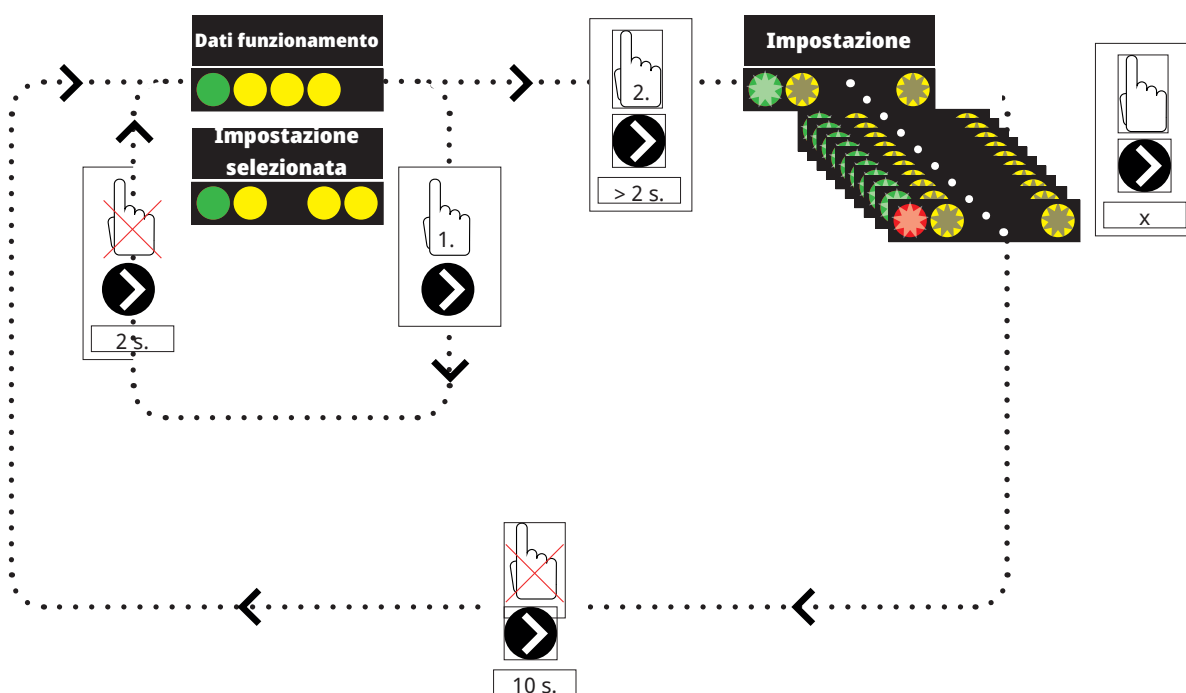 Dati funzionamento
Impostazione
selezionata
2 s.
1.
2.
> 2 s.
Impostazione
x
10 s.